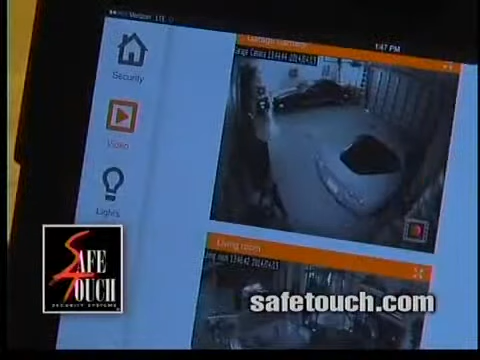 Verizon LTE
1:47 PM
Garage Camera
Security
Video
Lights
Living room
SAFE
TOUCH
SECURITY SYSTEMS
safetouch.com